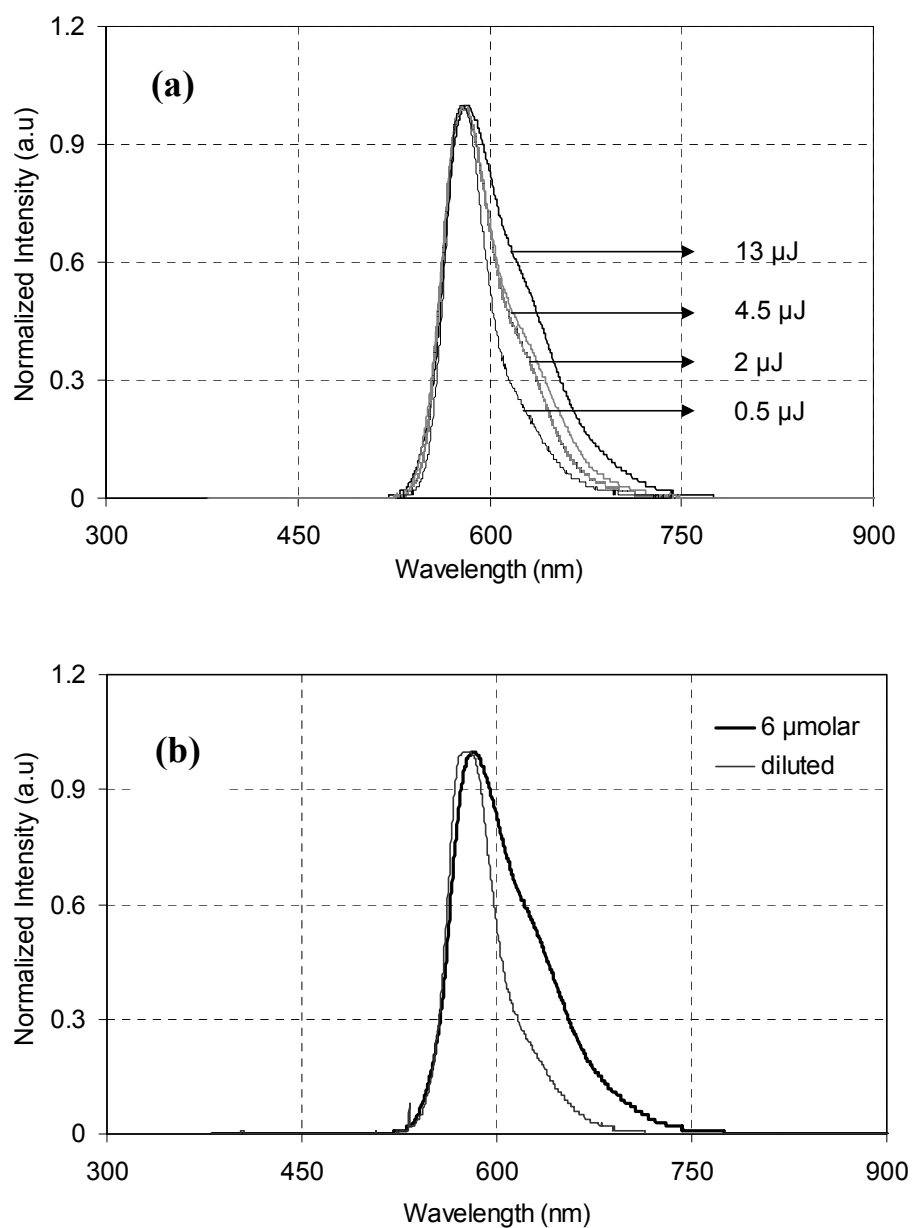 1.2
(a)
0.9
13 µJ
0.6
4.5 µJ
2 µJ
0.3
0.5 µJ
0
300 450 600 750 900
Normalized Intensity (a.u)
Wavelength (nm)
1.2
(b)
6 µmolar
diluted
0.9
0.6
0.3
0
300 450 600 750 900
Normalized Intensity (a.u)
Wavelength (nm)